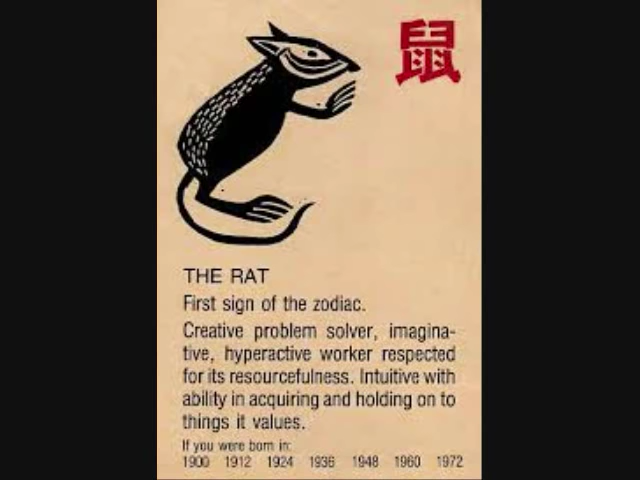 鼠
THE RAT
First sign of the zodiac.
Creative problem solver, imagina-
tive, hyperactive worker respected
for its resourcefulness. Intuitive with
ability in acquiring and holding on to
things it values.
If you were born in:
1900 1912 1924 1936 1948 1960 1972